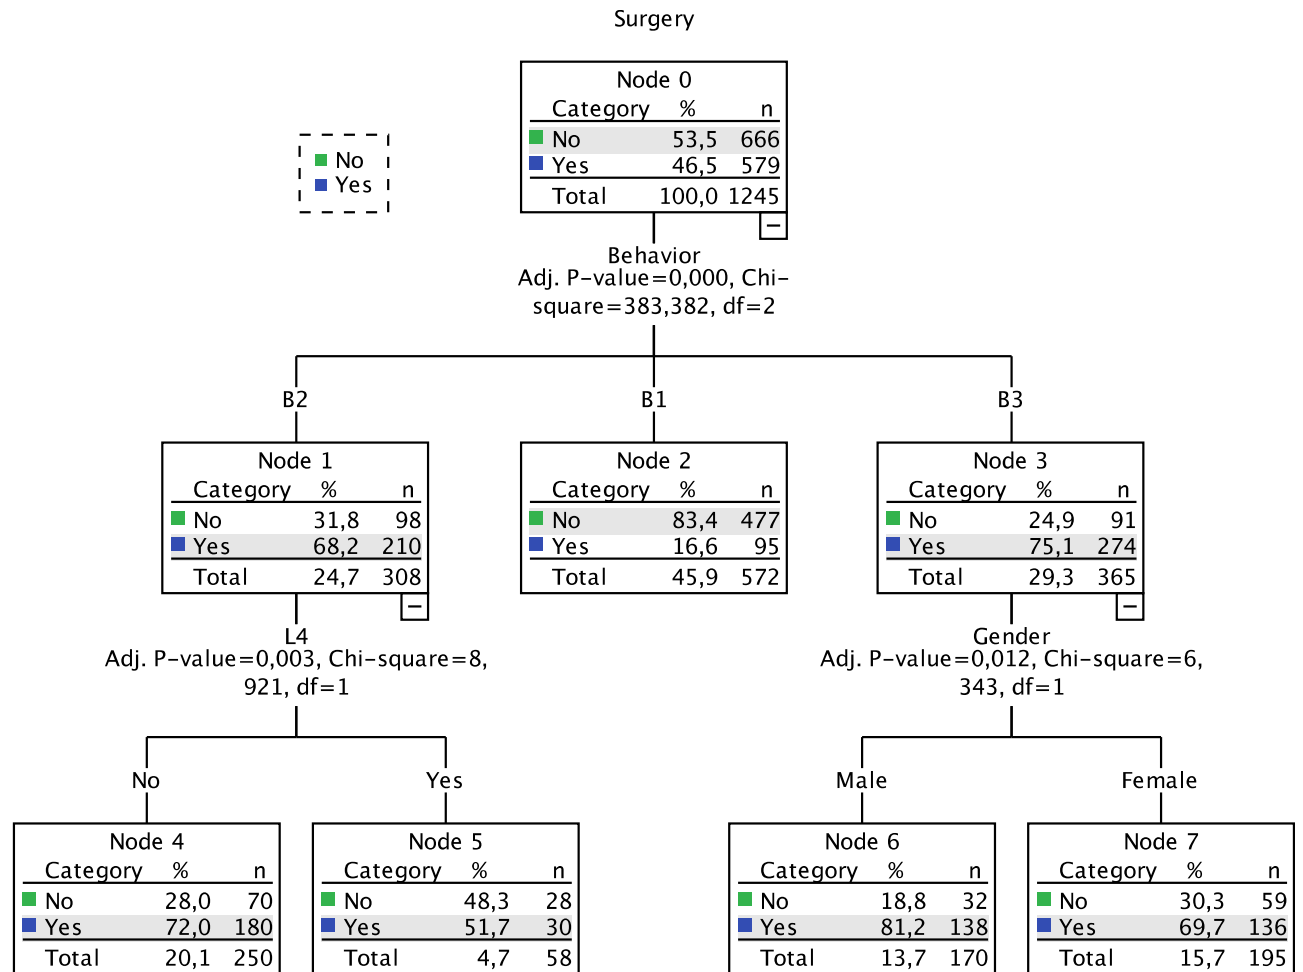 Surgery
Node 0
Category % n
No 53,5 666
Yes 46,5 579
Total 100,0 1245
No
Yes
Behavior
Adj. P-value=0,000, Chi-
square=383,382, df=2
B2
B1
B3
Node 1
Category % n
No 31,8 98
Yes 68,2 210
Total 24,7 308
Node 2
Category % n
No 83,4 477
Yes 16,6 95
Total 45,9 572
Node 3
Category % n
No 24,9 91
Yes 75,1 274
Total 29,3 365
L4
Adj. P-value=0,003, Chi-square=8,
921, df=1
Gender
Adj. P-value=0,012, Chi-square=6,
343, df=1
No
Yes
Male
Female
Node 4
Category % n
No 28,0 70
Yes 72,0 180
Total 20,1 250
Node 5
Category % n
No 48,3 28
Yes 51,7 30
Total 4,7 58
Node 6
Category % n
No 18,8 32
Yes 81,2 138
Total 13,7 170
Node 7
Category % n
No 30,3 59
Yes 69,7 136
Total 15,7 195